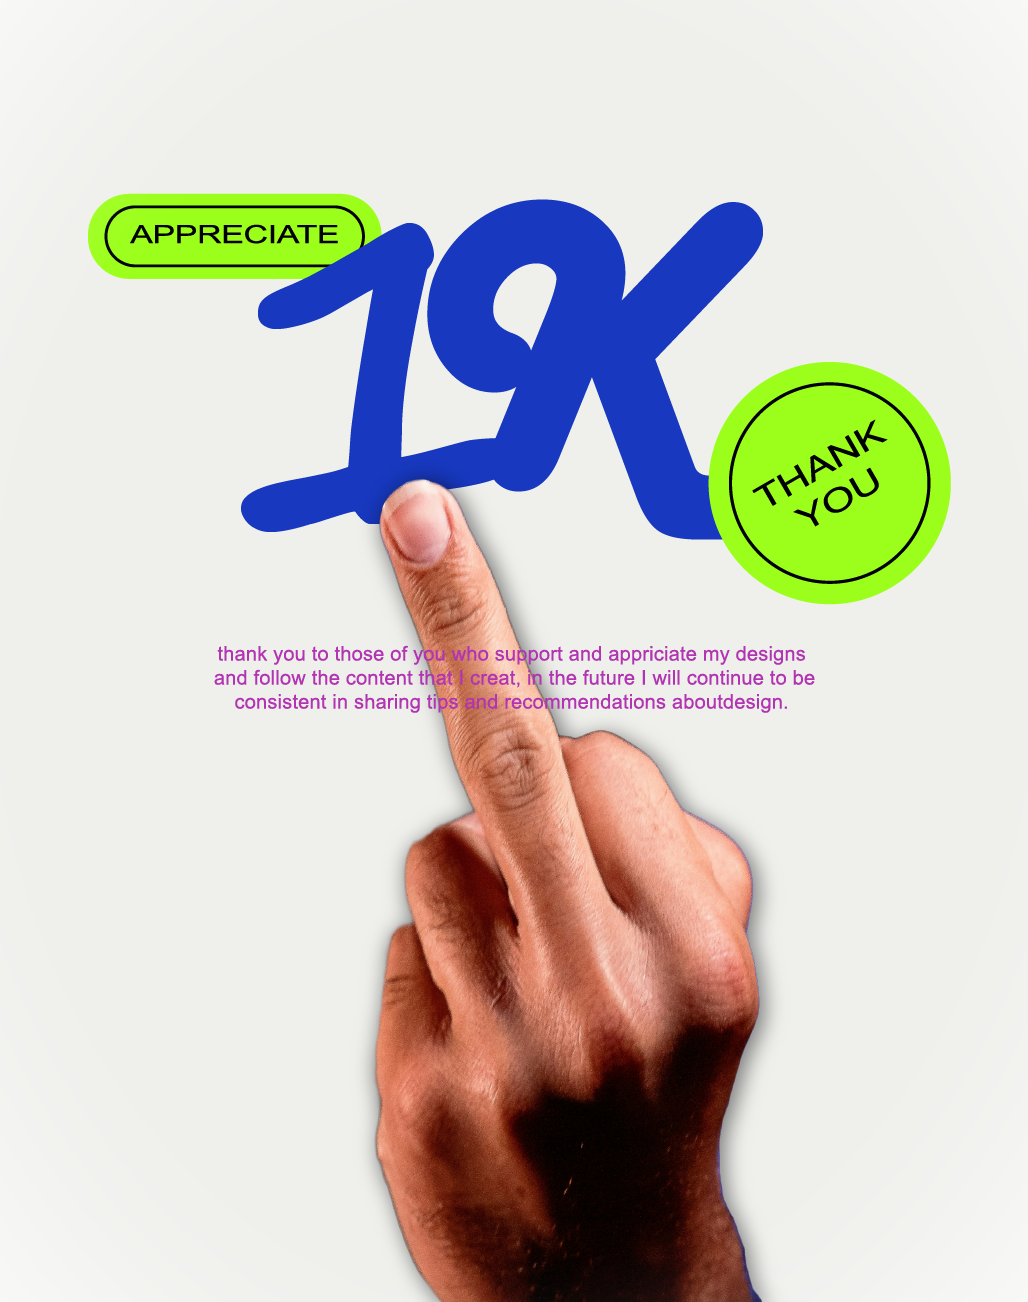 APPRECIATE
19K
THANK
YOU
thank you to those of you who support and appriciate my designs
and follow the content that I creat, in the future I will continue to be
consistent in sharing tips and recommendations aboutdesign.